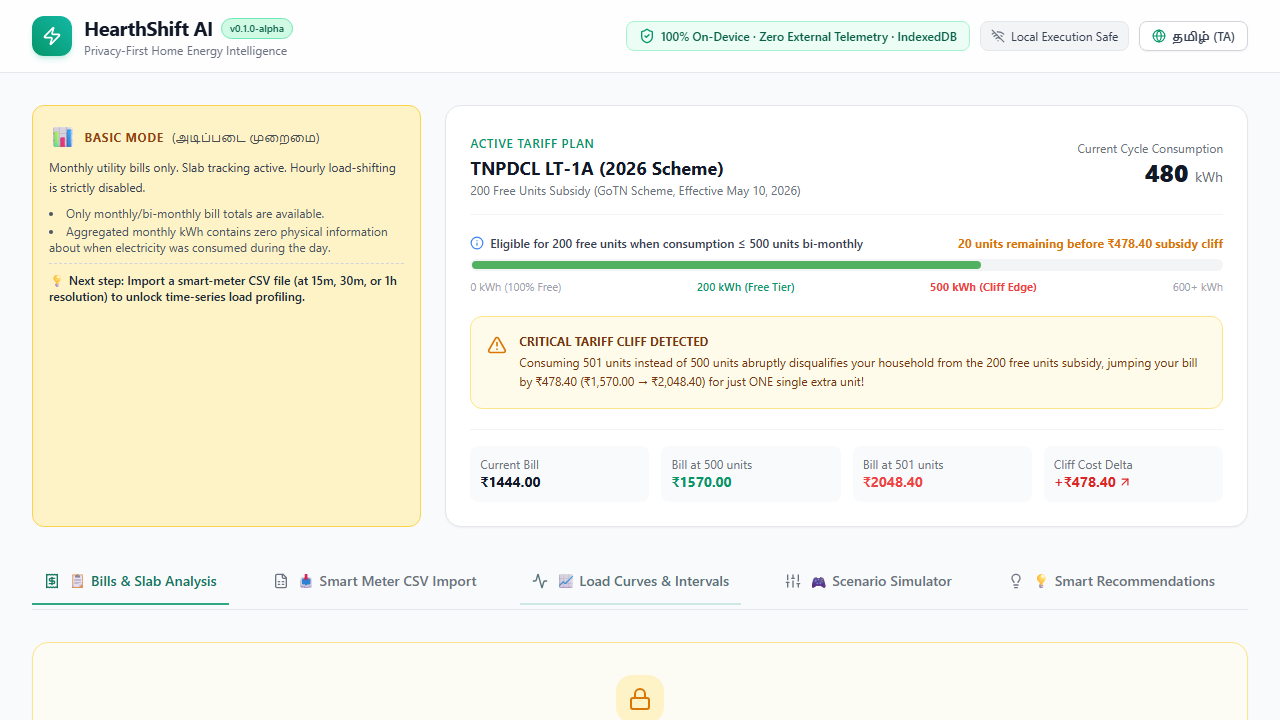 HearthShift AI
v0.1.0-alpha
Privacy-First Home Energy Intelligence
100% On-Device · Zero External Telemetry · IndexedDB
Local Execution Safe
தமிழ் (TA)
BASIC MODE (அடிப்படை முறைமை)
Monthly utility bills only. Slab tracking active. Hourly load-shifting
is strictly disabled.
• Only monthly/bi-monthly bill totals are available.
• Aggregated monthly kWh contains zero physical information
about when electricity was consumed during the day.
💡 Next step: Import a smart-meter CSV file (at 15m, 30m, or 1h
resolution) to unlock time-series load profiling.
ACTIVE TARIFF PLAN
TNPDCL LT-1A (2026 Scheme)
200 Free Units Subsidy (GoTN Scheme, Effective May 10, 2026)
Current Cycle Consumption
480 kWh
Eligible for 200 free units when consumption ≤ 500 units bi-monthly
20 units remaining before ₹478.40 subsidy cliff
0 kWh (100% Free)
200 kWh (Free Tier)
500 kWh (Cliff Edge)
600+ kWh
CRITICAL TARIFF CLIFF DETECTED
Consuming 501 units instead of 500 units abruptly disqualifies your household from the 200 free units subsidy, jumping your bill
by ₹478.40 (₹1,570.00 → ₹2,048.40) for just ONE single extra unit!
Current Bill
₹1444.00
Bill at 500 units
₹1570.00
Bill at 501 units
₹2048.40
Cliff Cost Delta
+₹478.40
Bills & Slab Analysis
Smart Meter CSV Import
Load Curves & Intervals
Scenario Simulator
Smart Recommendations